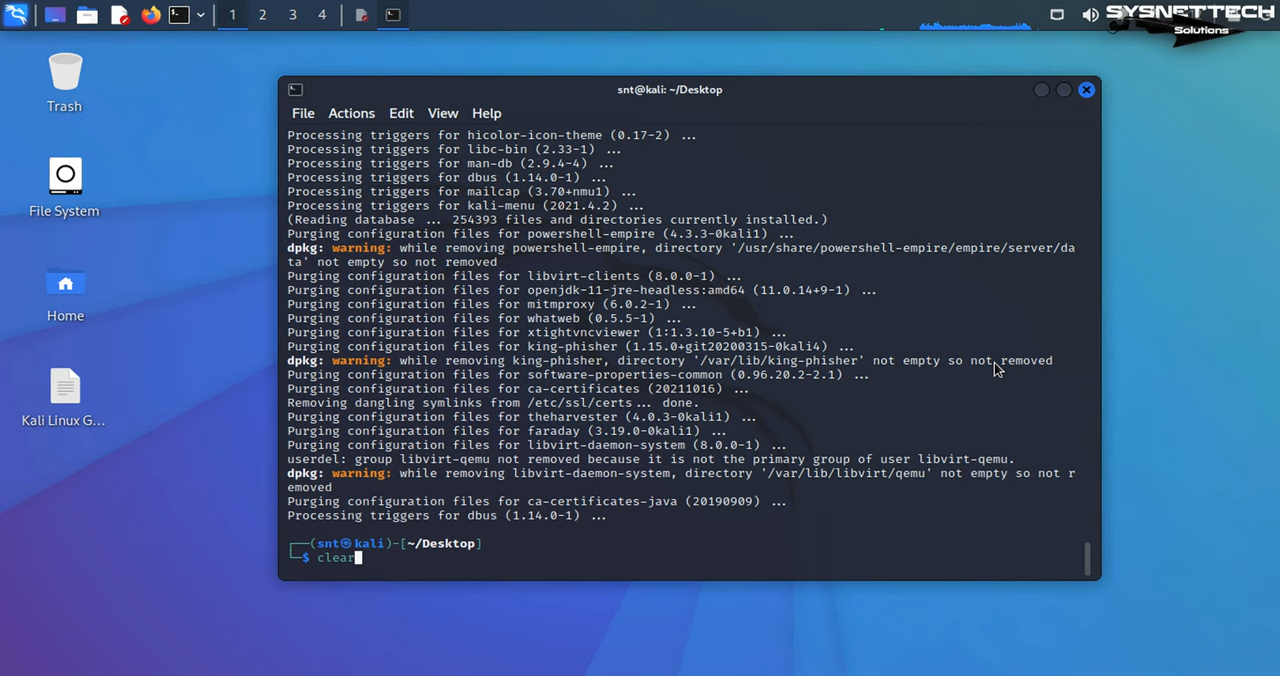 1 2 3 4
SYSNETTECH
Solutions
Trash
File System
Home
Kali Linux G...
snt@kali: ~/Desktop
File Actions Edit View Help
Processing triggers for hicolor-icon-theme (0.17-2) ...
Processing triggers for libc-bin (2.33-1) ...
Processing triggers for man-db (2.9.4-4) ...
Processing triggers for dbus (1.14.0-1) ...
Processing triggers for mailcap (3.70+nmu1) ...
Processing triggers for kali-menu (2021.4.2) ...
(Reading database ... 254393 files and directories currently installed.)
Purging configuration files for powershell-empire (4.3.3-0kali1) ...
dpkg: warning: while removing powershell-empire, directory '/usr/share/powershell-empire/empire/server/da
ta' not empty so not removed
Purging configuration files for libvirt-clients (8.0.0-1) ...
Purging configuration files for openjdk-11-jre-headless:amd64 (11.0.14+9-1) ...
Purging configuration files for mitmproxy (6.0.2-1) ...
Purging configuration files for whatweb (0.5.5-1) ...
Purging configuration files for xtightvncviewer (1:1.3.10-5+b1) ...
Purging configuration files for king-phisher (1.15.0+git20200315-0kali4) ...
dpkg: warning: while removing king-phisher, directory '/var/lib/king-phisher' not empty so not removed
Purging configuration files for software-properties-common (0.96.20.2-2.1) ...
Purging configuration files for ca-certificates (20211016) ...
Removing dangling symlinks from /etc/ssl/certs... done.
Purging configuration files for theharvester (4.0.3-0kali1) ...
Purging configuration files for faraday (3.19.0-0kali1) ...
Purging configuration files for libvirt-daemon-system (8.0.0-1) ...
userdel: group libvirt-qemu not removed because it is not the primary group of user libvirt-qemu.
dpkg: warning: while removing libvirt-daemon-system, directory '/var/lib/libvirt/qemu' not empty so not r
emoved
Purging configuration files for ca-certificates-java (20190909) ...
Processing triggers for dbus (1.14.0-1) ...
┌──(snt㉿kali)-[~/Desktop]
└─$ clear